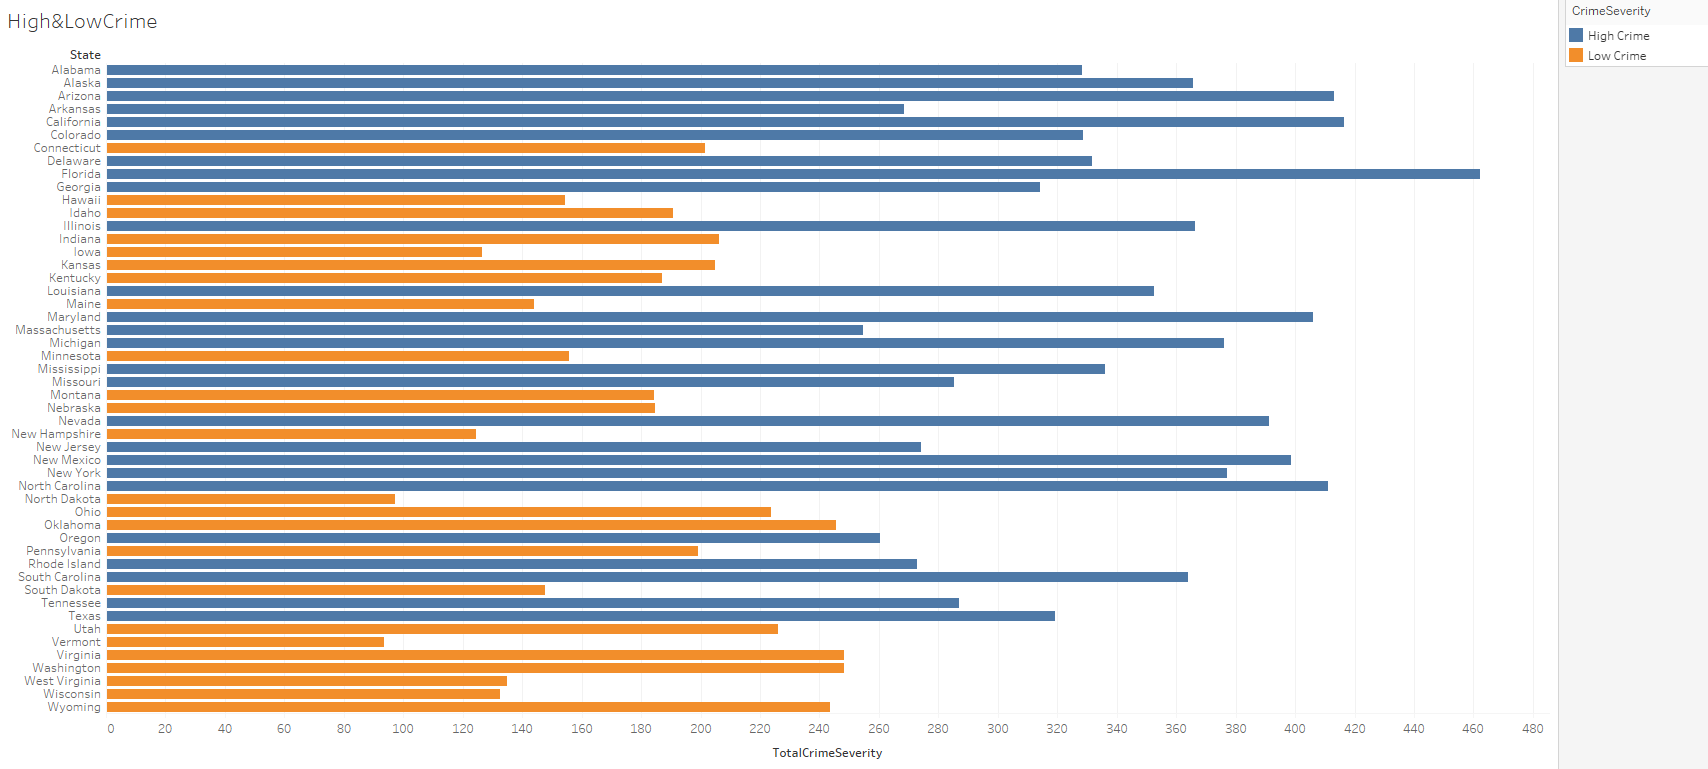 High&LowCrime
State
Alabama
Alaska
Arizona
Arkansas
California
Colorado
Connecticut
Delaware
Florida
Georgia
Hawaii
Idaho
Illinois
Indiana
Iowa
Kansas
Kentucky
Louisiana
Maine
Maryland
Massachusetts
Michigan
Minnesota
Mississippi
Missouri
Montana
Nebraska
Nevada
New Hampshire
New Jersey
New Mexico
New York
North Carolina
North Dakota
Ohio
Oklahoma
Oregon
Pennsylvania
Rhode Island
South Carolina
South Dakota
Tennessee
Texas
Utah
Vermont
Virginia
Washington
West Virginia
Wisconsin
Wyoming
0 20 40 60 80 100 120 140 160 180 200 220 240 260 280 300 320 340 360 380 400 420 440 460 480
TotalCrimeSeverity
CrimeSeverity
High Crime
Low Crime